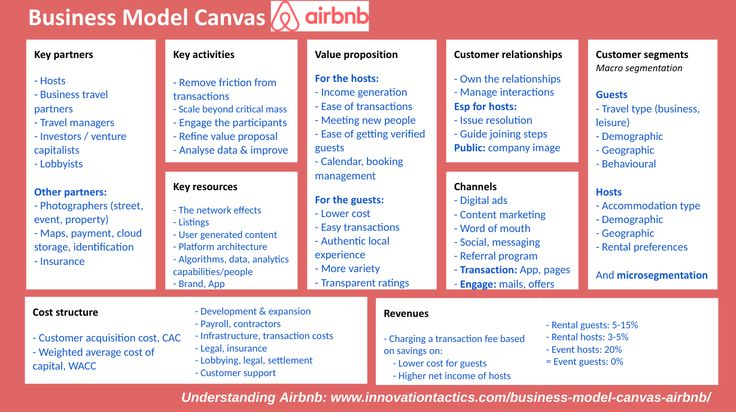 Business Model Canvas airbnb
Key partners
- Hosts
- Business travel
partners
- Travel managers
- Investors / venture
capitalists
- Lobbyists
Other partners:
- Photographers (street,
event, property)
- Maps, payment, cloud
storage, identification
- Insurance
Key activities
- Remove friction from
transactions
- Scale beyond critical mass
- Engage the participants
- Refine value proposal
- Analyse data & improve
Key resources
- The network effects
- Listings
- User generated content
- Platform architecture
- Algorithms, data, analytics
capabilities/people
- Brand, App
Value proposition
For the hosts:
- Income generation
- Ease of transactions
- Meeting new people
- Ease of getting verified
guests
- Calendar, booking
management
For the guests:
- Lower cost
- Easy transactions
- Authentic local
experience
- More variety
- Transparent ratings
Customer relationships
- Own the relationships
- Manage interactions
Esp for hosts:
- Issue resolution
- Guide joining steps
Public: company image
Channels
- Digital ads
- Content marketing
- Word of mouth
- Social, messaging
- Referral program
- Transaction: App, pages
- Engage: mails, offers
Customer segments
Macro segmentation
Guests
- Travel type (business,
leisure)
- Demographic
- Geographic
- Behavioural
Hosts
- Accommodation type
- Demographic
- Geographic
- Rental preferences
And microsegmentation
Cost structure
- Customer acquisition cost, CAC
- Weighted average cost of
capital, WACC
- Development & expansion
- Payroll, contractors
- Infrastructure, transaction costs
- Legal, insurance
- Lobbying, legal, settlement
- Customer support
Revenues
- Charging a transaction fee based
on savings on:
- Lower cost for guests
- Higher net income of hosts
- Rental guests: 5-15%
- Rental hosts: 3-5%
- Event hosts: 20%
= Event guests: 0%
Understanding Airbnb: www.innovationtactics.com/business-model-canvas-airbnb/